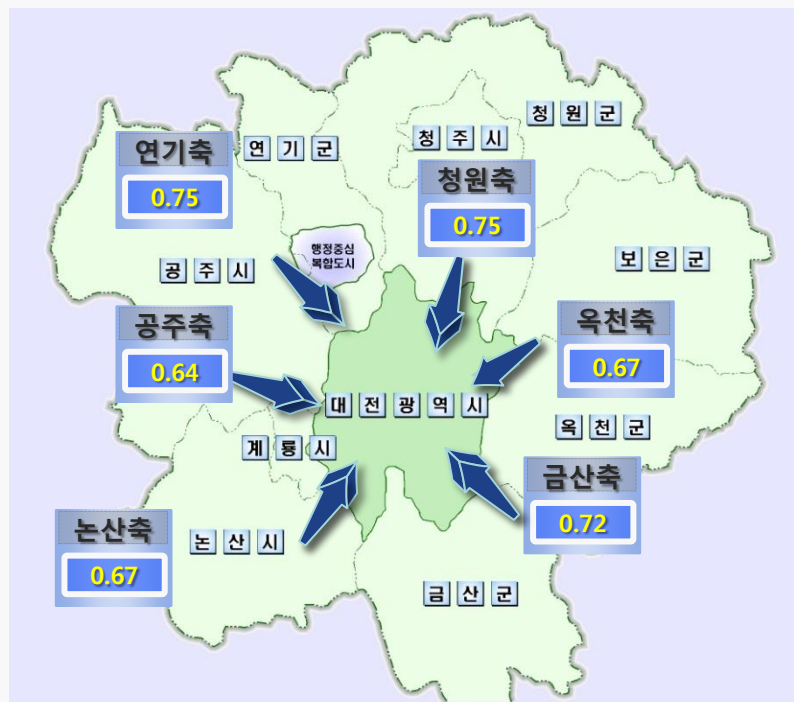 청원군
청주시
연기축
0.75
연기군
청원축
0.75
행정중심
복합도시
보은군
공주시
공주축
0.64
옥천축
0.67
대전광역시
옥천군
계룡시
금산축
0.72
논산축
0.67
논산시
금산군